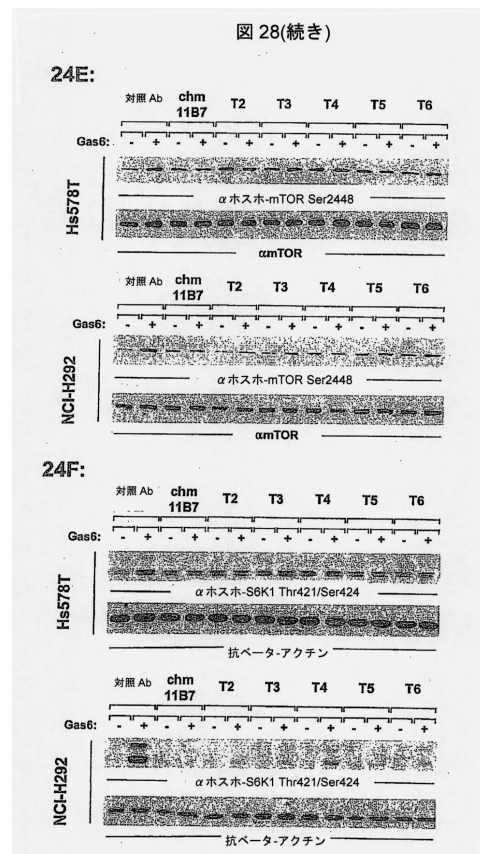 図 28(続き)
24E:
対照 Ab chm 11B7 T2 T3 T4 T5 T6
Gas6: - + - + - + - + - + - + - +
Hs578T
αホスホ-mTOR Ser2448
αmTOR
対照 Ab chm 11B7 T2 T3 T4 T5 T6
Gas6: - + - + - + - + - + - + - +
NCI-H292
αホスホ-mTOR Ser2448
αmTOR
24F:
対照 Ab chm 11B7 T2 T3 T4 T5 T6
Gas6: - + - + - + - + - + - + - +
Hs578T
αホスホ-S6K1 Thr421/Ser424
抗ベータ-アクチン
対照 Ab chm 11B7 T2 T3 T4 T5 T6
Gas6: - + - + - + - + - + - + - +
NCI-H292
αホスホ-S6K1 Thr421/Ser424
抗ベータ-アクチン